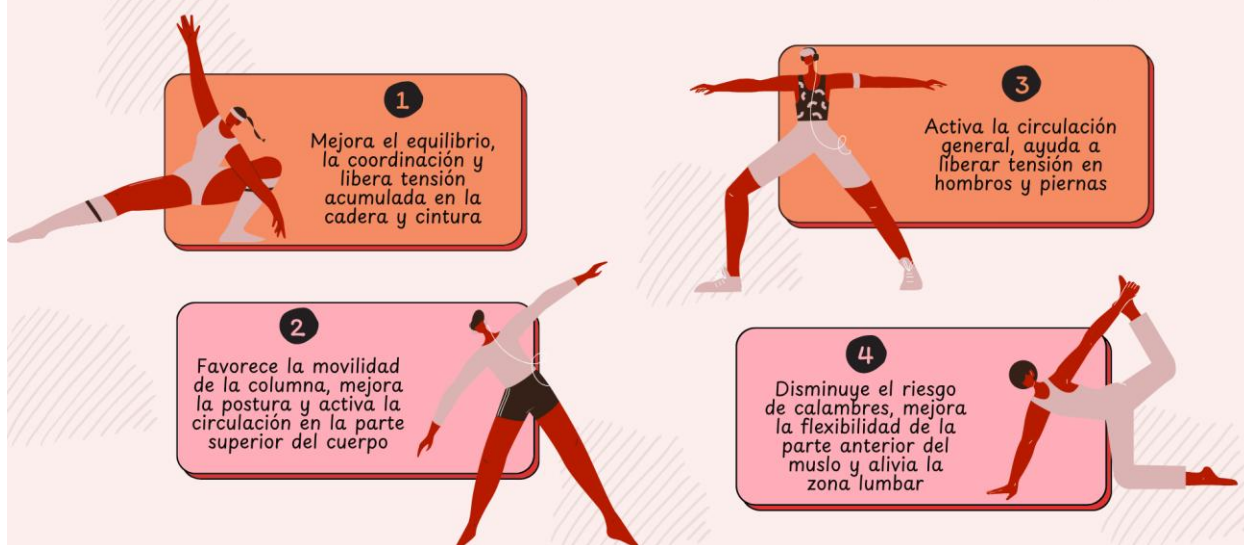 1
Mejora el equilibrio,
la coordinación y
libera tensión
acumulada en la
cadera y cintura
2
Favorece la movilidad
de la columna, mejora
la postura y activa la
circulación en la parte
superior del cuerpo
3
Activa la circulación
general, ayuda a
liberar tensión en
hombros y piernas
4
Disminuye el riesgo
de calambres, mejora
la flexibilidad de la
parte anterior del
muslo y alivia la
zona lumbar